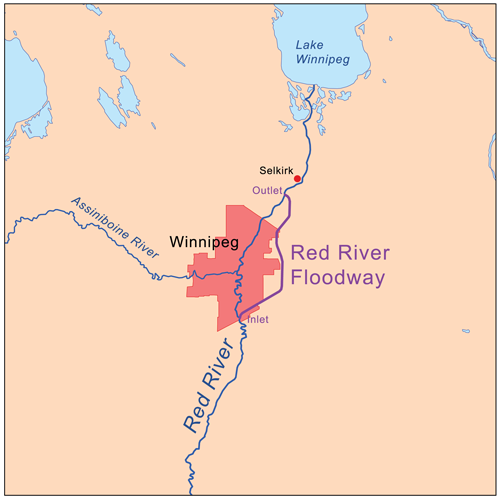 Lake
Winnipeg
Selkirk
Outlet
Assiniboine River
Winnipeg
Red River
Floodway
Inlet
Red River